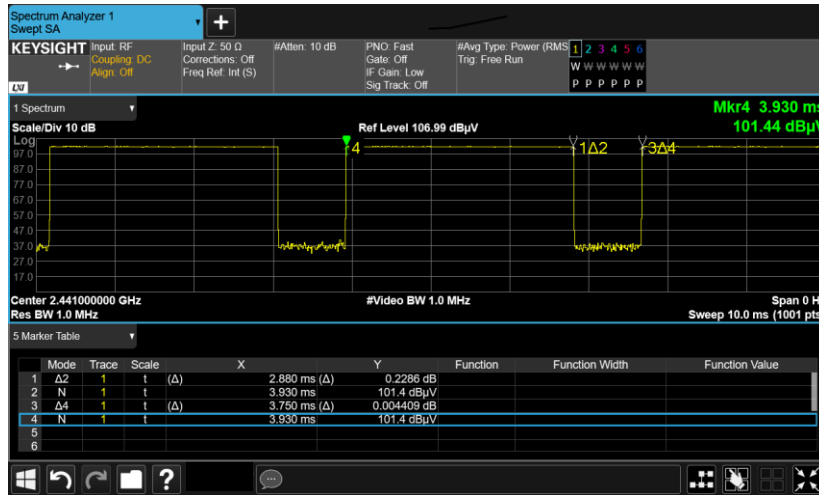 Spectrum Analyzer 1
Swept SA
+
KEYSIGHT Input: RF Input Z: 50 Ω #Atten: 10 dB PNO: Fast #Avg Type: Power (RMS 1 2 3 4 5 6
Coupling: DC Corrections: Off Gate: Off Trig: Free Run W W W W W W
Align: Off Freq Ref: Int (S) IF Gain: Low P P P P P P
LXI Sig Track: Off
1 Spectrum Mkr4 3.930 ms
Scale/Div 10 dB Ref Level 106.99 dBµV 101.44 dBµV
Log
97.0 4 1Δ2 3Δ4
87.0
77.0
67.0
57.0
47.0
37.0
27.0
17.0
Center 2.441000000 GHz #Video BW 1.0 MHz Span 0 H
Res BW 1.0 MHz Sweep 10.0 ms (1001 pts
5 Marker Table
Mode Trace Scale X Y Function Function Width Function Value
1 Δ2 1 t (Δ) 2.880 ms (Δ) 0.2286 dB
2 N 1 t 3.930 ms 101.4 dBµV
3 Δ4 1 t (Δ) 3.750 ms (Δ) 0.004409 dB
4 N 1 t 3.930 ms 101.4 dBµV
5
6
?